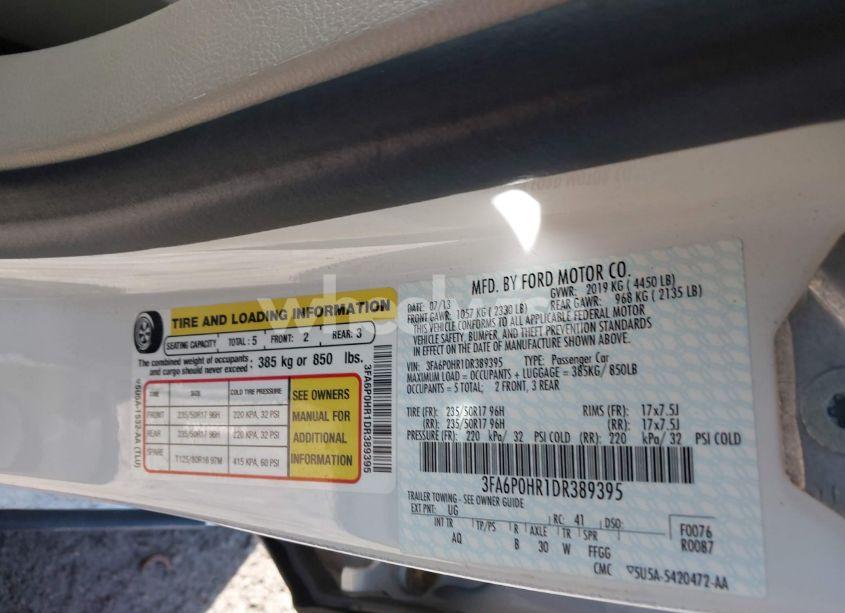 TIRE AND LOADING INFORMATION
SEATING CAPACITY TOTAL : 5 FRONT: 2 REAR: 3
The combined weight of occupants and cargo should never exceed : 385 kg or 850 lbs.
TIRE SIZE COLD TIRE PRESSURE
FRONT 235/50R17 96H 220 KPA, 32 PSI
REAR 235/50R17 96H 220 KPA, 32 PSI
SPARE T125/80R16 97M 415 KPA, 60 PSI
SEE OWNERS
MANUAL FOR
ADDITIONAL
INFORMATION
3FA6P0HR1DR389395
MFD. BY FORD MOTOR CO.
DATE: 07/13 GVWR: 2019 KG ( 4450 LB)
FRONT GAWR: 1057 KG ( 2330 LB) REAR GAWR: 968 KG ( 2135 LB)
THIS VEHICLE CONFORMS TO ALL APPLICABLE FEDERAL MOTOR
VEHICLE SAFETY, BUMPER, AND THEFT PREVENTION STANDARDS
IN EFFECT ON THE DATE OF MANUFACTURE SHOWN ABOVE.
VIN: 3FA6P0HR1DR389395 TYPE: Passenger Car
MAXIMUM LOAD = OCCUPANTS + LUGGAGE = 385KG/ 850LB
OCCUPANTS = 5 TOTAL; 2 FRONT, 3 REAR
TIRE (FR): 235/50R17 96H RIMS (FR): 17x7.5J
(RR): 235/50R17 96H (RR): 17x7.5J
PRESSURE (FR): 220 kPa/ 32 PSI COLD (RR): 220 kPa/ 32 PSI COLD
3FA6P0HR1DR389395
TRAILER TOWING - SEE OWNER GUIDE
EXT PNT: UG RC: 41 DSO:
INT TR TP/PS R AXLE TR SPR
AQ B 30 W FFGG
F0076
R0087
CMC